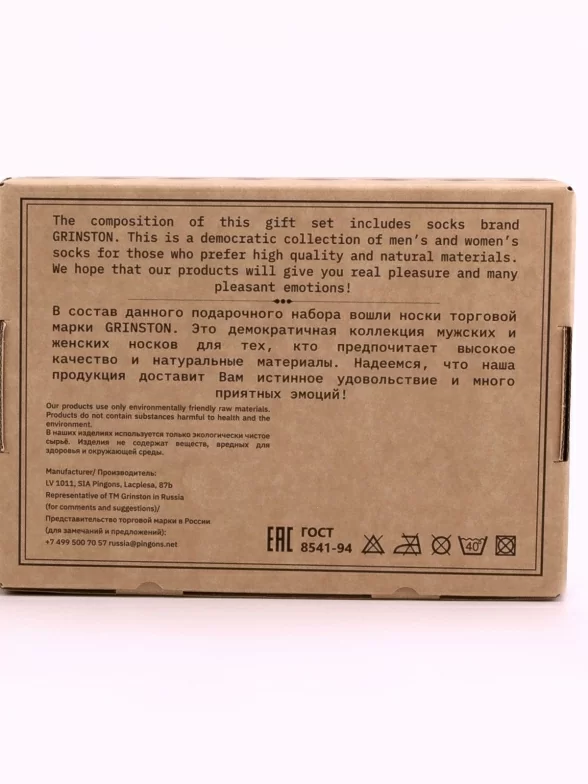 The composition of this gift set includes socks brand
GRINSTON. This is a democratic collection of men's and women's
socks for those who prefer high quality and natural materials.
We hope that our products will give you real pleasure and many
pleasant emotions!
В состав данного подарочного набора вошли носки торговой
марки GRINSTON. Это демократичная коллекция мужских и
женских носков для тех, кто предпочитает высокое
качество и натуральные материалы. Надеемся, что наша
продукция доставит Вам истинное удовольствие и много
приятных эмоций!
Our products use only environmentally friendly raw materials.
Products do not contain substances harmful to health and the
environment.
В наших изделиях используется только экологически чистое
сырьё. Изделия не содержат веществ, вредных для
здоровья и окружающей среды.
Manufacturer/ Производитель:
LV 1011, SIA Pingons, Lacplesa, 87b
Representative of TM Grinston in Russia
(for comments and suggestions)/
Представительство торговой марки в России
(для замечаний и предложений):
+7 499 500 70 57 russia@pingons.net
EAC ГОСТ
8541-94
40°